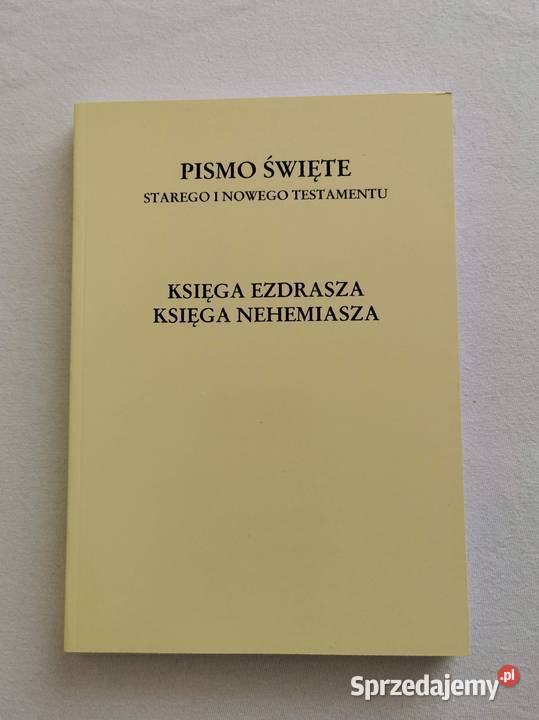 PISMO ŚWIĘTE
STAREGO I NOWEGO TESTAMENTU
KSIĘGA EZDRASZA
KSIĘGA NEHEMIASZA
Sprzedajemy.pl